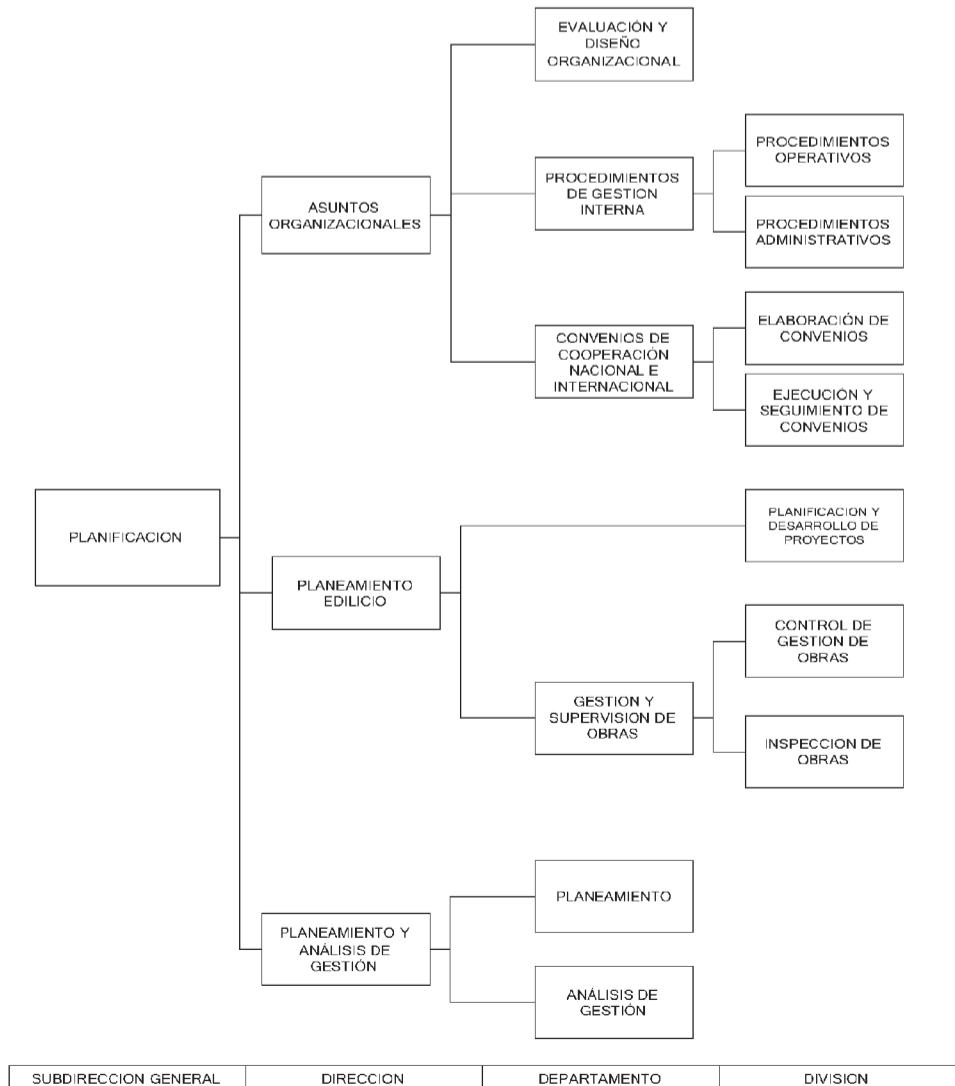 EVALUACIÓN Y
DISEÑO
ORGANIZACIONAL
PROCEDIMIENTOS
OPERATIVOS
PROCEDIMIENTOS
DE GESTION
INTERNA
ASUNTOS
ORGANIZACIONALES
PROCEDIMIENTOS
ADMINISTRATIVOS
ELABORACIÓN DE
CONVENIOS
CONVENIOS DE
COOPERACIÓN
NACIONAL E
INTERNACIONAL
EJECUCIÓN Y
SEGUIMIENTO DE
CONVENIOS
PLANIFICACION
PLANIFICACION Y
DESARROLLO DE
PROYECTOS
PLANEAMIENTO
EDILICIO
CONTROL DE
GESTION DE
OBRAS
GESTION Y
SUPERVISION DE
OBRAS
INSPECCION DE
OBRAS
PLANEAMIENTO
PLANEAMIENTO Y
ANÁLISIS DE
GESTIÓN
ANÁLISIS DE
GESTIÓN
SUBDIRECCION GENERAL
DIRECCION
DEPARTAMENTO
DIVISION